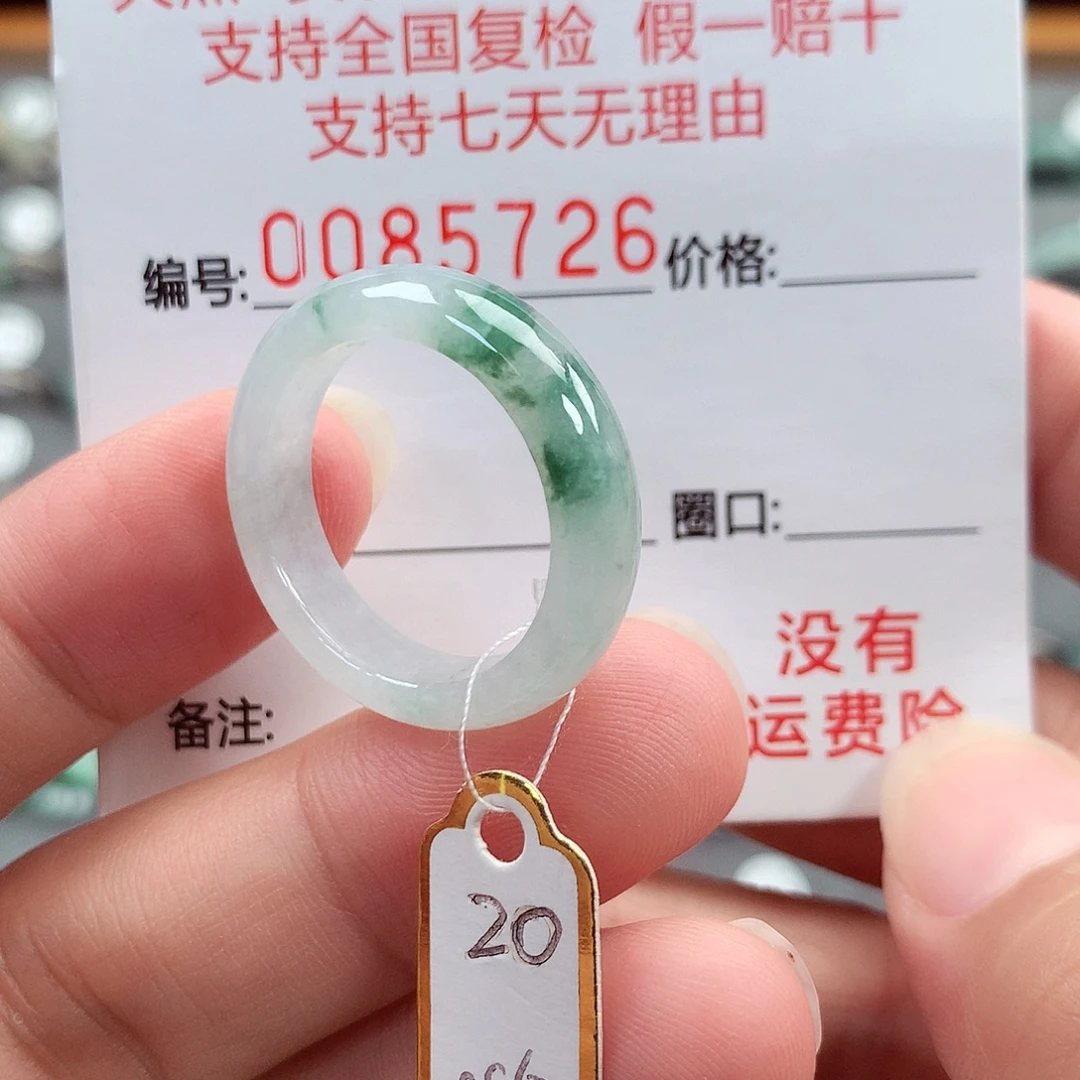 支持全国复检 假一赔十
支持七天无理由
编号: 0085726 价格:
圈口:
没有
备注:
运费险
20